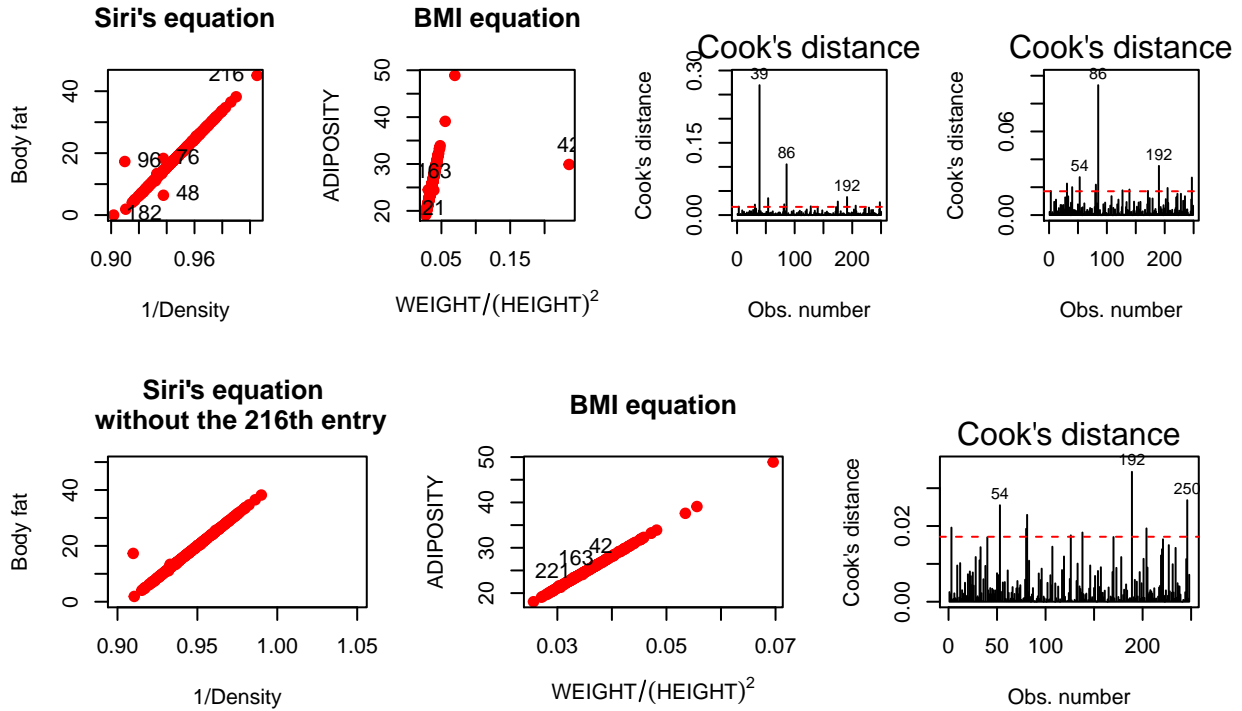 Siri's equation
BMI equation
Cook's distance
Cook's distance
Body fat
0 20 40
216
96 76
48
182
0.90 0.96
1/Density
ADIPOSITY
20 30 40 50
42
163
21
0.05 0.15
WEGHT/(HEIGHT)2
Cook's distance
0.00 0.15 0.30
39
86
192
0 100 200
Obs. number
Cook's distance
0.00 0.06
86
54
192
0 100 200
Obs. number
Siri's equation
without the 216th entry
BMI equation
Cook's distance
Body fat
0 20 40
0.90 0.95 1.00 1.05
1/Density
ADIPOSITY
20 30 40 50
221 163 42
0.03 0.05 0.07
WEIGHT/(HEIGHT)2
Cook's distance
0.00 0.02
54
192
250
0 50 100 200
Obs. number